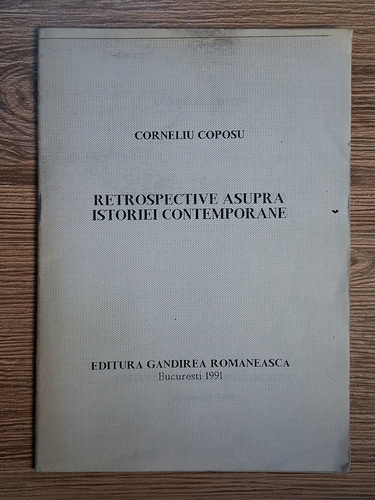 CORNELIU COPOSU
RETROSPECTIVE ASUPRA
ISTORIEI CONTEMPORANE
EDITURA GANDIREA ROMANEASCA
Bucuresti 1991